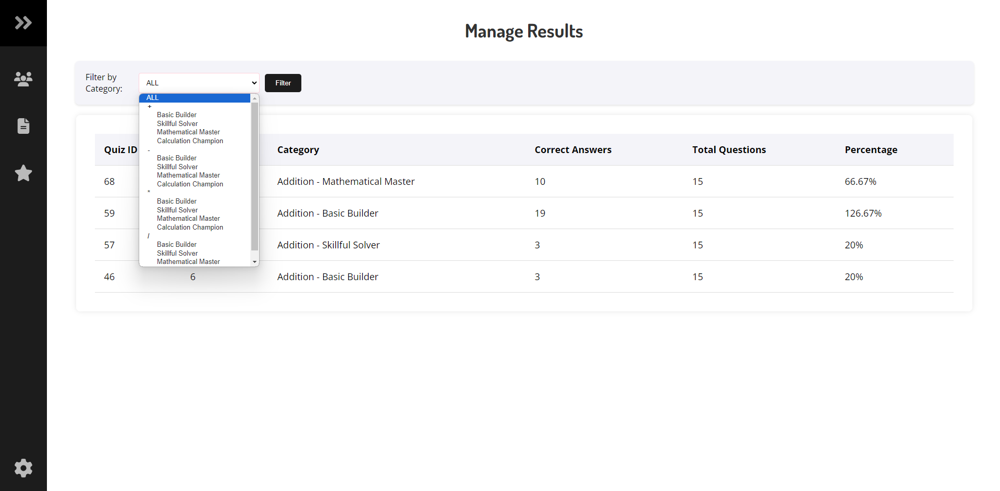 Manage Results
Filter by
Category:
ALL
Filter
ALL
+
Basic Builder
Skillful Solver
Mathematical Master
Calculation Champion
-
Basic Builder
Skillful Solver
Mathematical Master
Calculation Champion
*
Basic Builder
Skillful Solver
Mathematical Master
Calculation Champion
/
Basic Builder
Skillful Solver
Mathematical Master
Quiz ID Category Correct Answers Total Questions Percentage
68 Addition - Mathematical Master 10 15 66.67%
59 Addition - Basic Builder 19 15 126.67%
57 Addition - Skillful Solver 3 15 20%
46 6 Addition - Basic Builder 3 15 20%